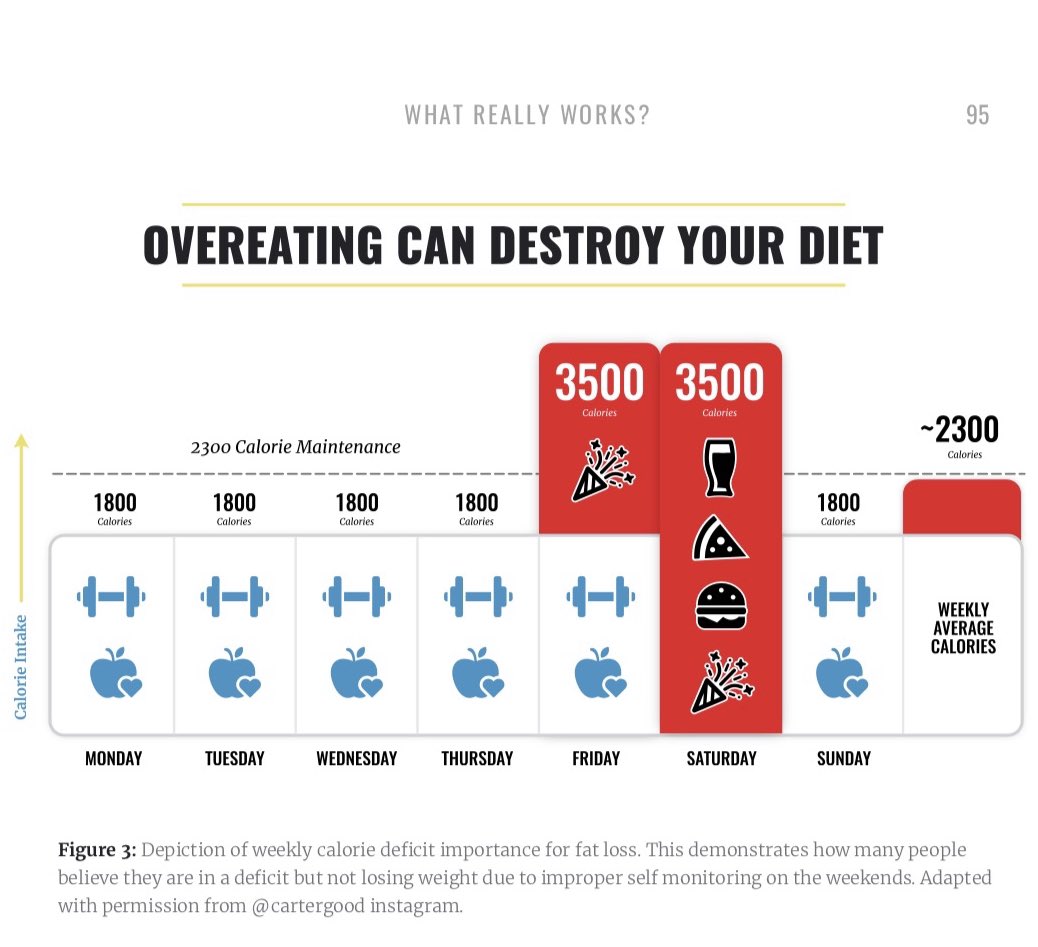 WHAT REALLY WORKS?
95
OVEREATING CAN DESTROY YOUR DIET
3500
Calories
3500
Calories
~2300
Calories
2300 Calorie Maintenance
1800
Calories
1800
Calories
1800
Calories
1800
Calories
1800
Calories
Calorie Intake
WEEKLY
AVERAGE
CALORIES
MONDAY
TUESDAY
WEDNESDAY
THURSDAY
FRIDAY
SATURDAY
SUNDAY
Figure 3: Depiction of weekly calorie deficit importance for fat loss. This demonstrates how many people
believe they are in a deficit but not losing weight due to improper self monitoring on the weekends. Adapted
with permission from @cartergood instagram.